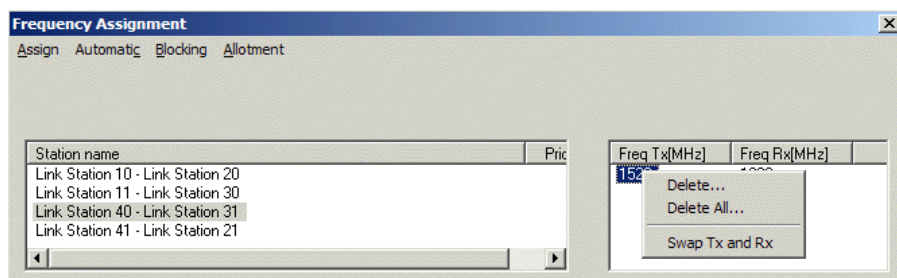 Frequency Assignment
Assign Automatic Blocking Allotment
Station name Pric
Link Station 10 - Link Station 20
Link Station 11 - Link Station 30
Link Station 40 - Link Station 31
Link Station 41 - Link Station 21
Freq Tx[MHz] Freq Rx[MHz]
Delete...
Delete All...
Swap Tx and Rx